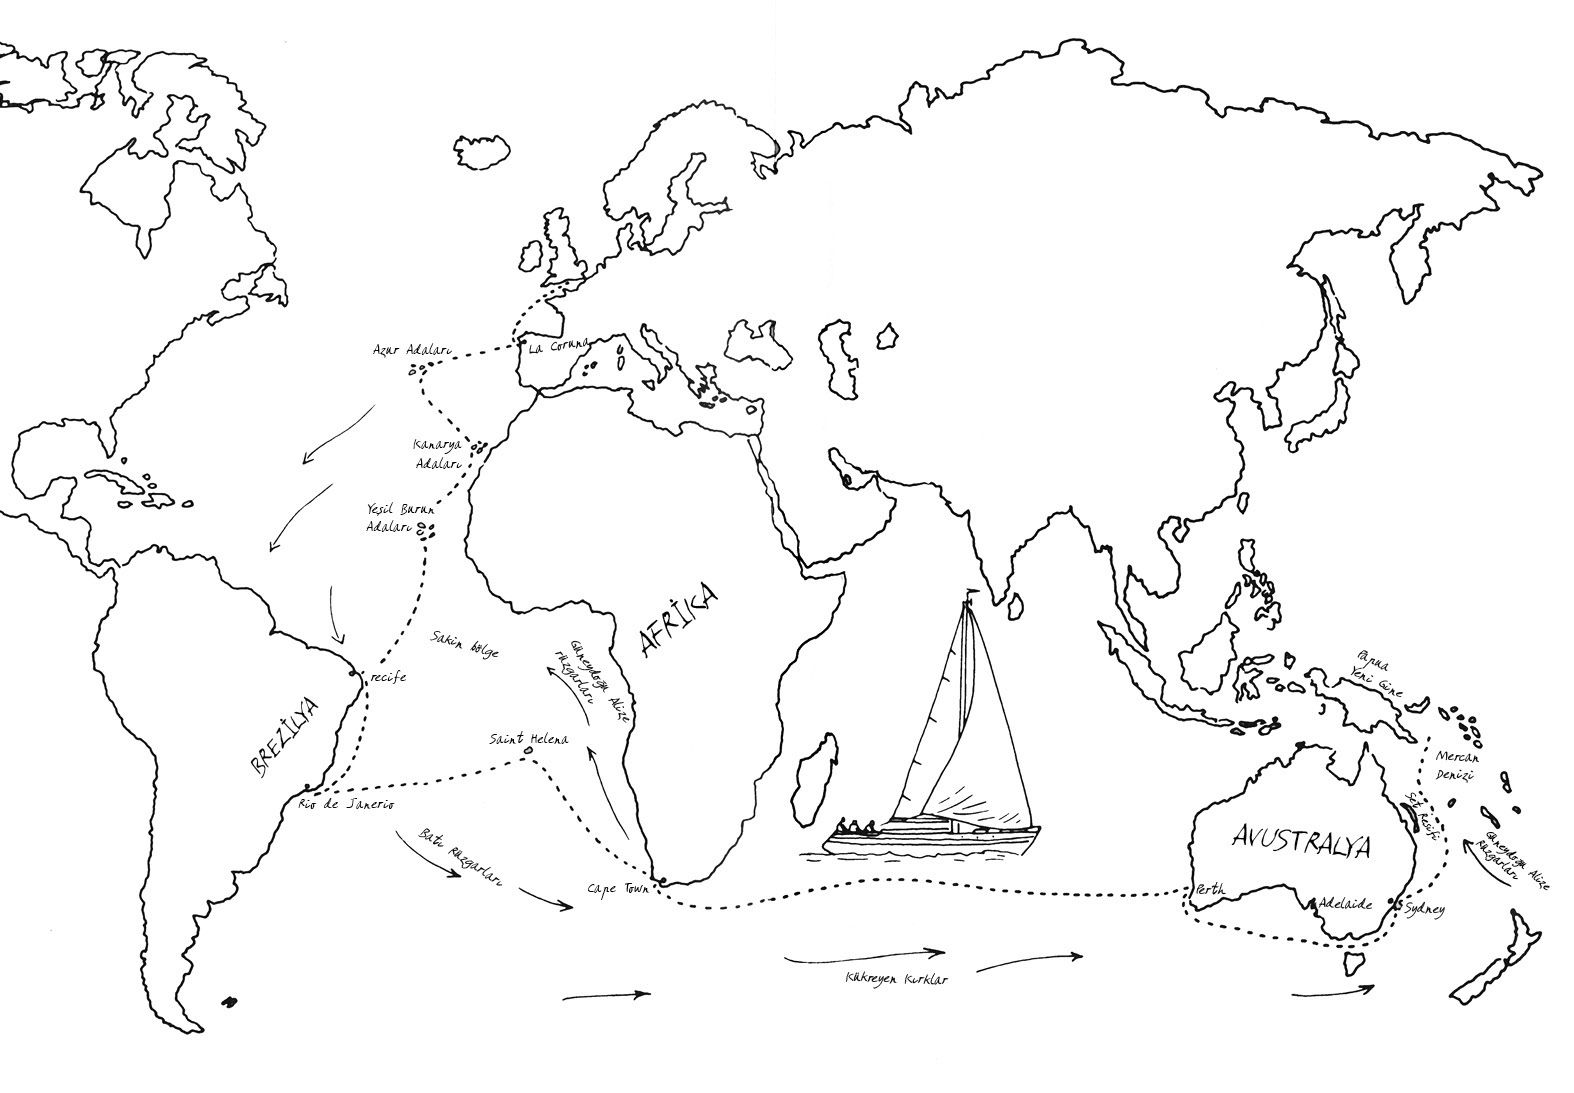 La Coruna
Azur Adaları
Kanarya
Adaları
Yeşil Burun
Adaları
Sakin bölge
AFRİKA
Güneydoğu Alize
rüzgarları
recife
BREZİLYA
Saint Helena
Rio de Janerio
Batı Rüzgarları
Cape Town
Kükreyen Kırklar
Papua
Yeni Gine
Mercan
Denizi
Set Resifi
AVUSTRALYA
Güneydoğu Alize
Rüzgarları
Perth
Adelaide
Sydney